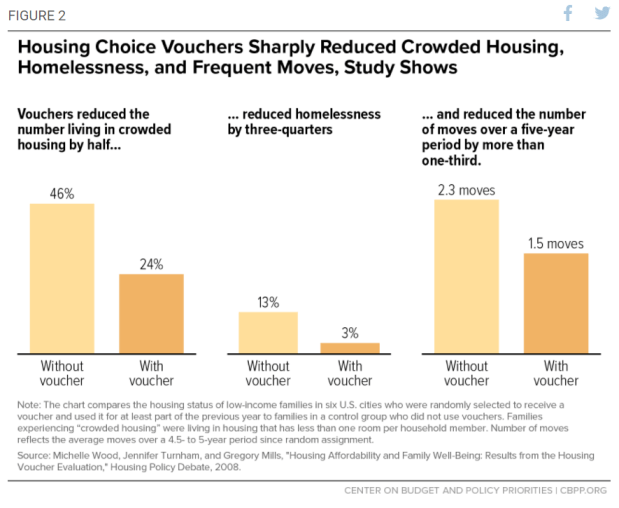 FIGURE 2
Housing Choice Vouchers Sharply Reduced Crowded Housing,
Homelessness, and Frequent Moves, Study Shows
Vouchers reduced the
number living in crowded
housing by half...
... reduced homelessness
by three-quarters
... and reduced the number
of moves over a five-year
period by more than
one-third.
46%
24%
13%
3%
2.3 moves
1.5 moves
Without
voucher
With
voucher
Without
voucher
With
voucher
Without
voucher
With
voucher
Note: The chart compares the housing status of low-income families in six U.S. cities who were randomly selected to receive a
voucher and used it for at least part of the previous year to families in a control group who did not use vouchers. Families
experiencing "crowded housing" were living in housing that has less than one room per household member. Number of moves
reflects the average moves over a 4.5- to 5-year period since random assignment.
Source: Michelle Wood, Jennifer Turnham, and Gregory Mills, "Housing Affordability and Family Well-Being: Results from the Housing
Voucher Evaluation," Housing Policy Debate, 2008.
CENTER ON BUDGET AND POLICY PRIORITIES I CBPP.ORG